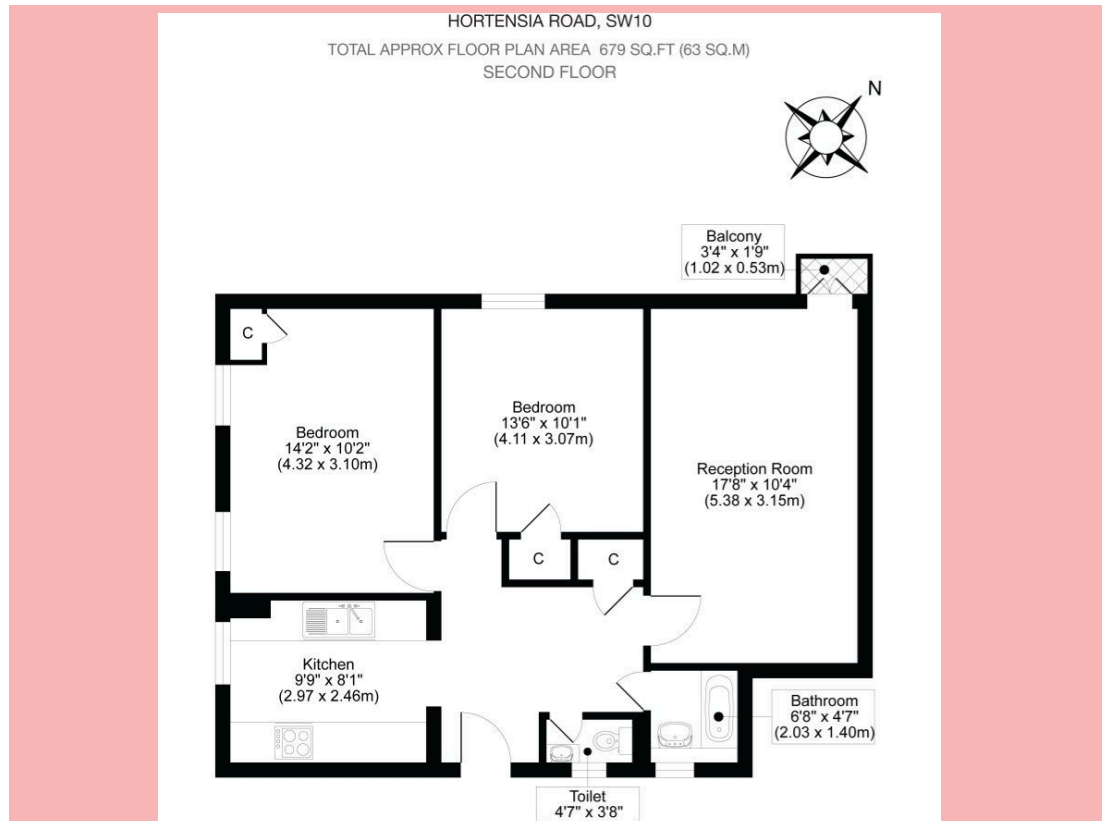 HORTENSIA ROAD, SW10
TOTAL APPROX FLOOR PLAN AREA 679 SQ.FT (63 SQ.M)
SECOND FLOOR
N
Balcony
3'4" x 1'9"
(1.02 x 0.53m)
C
Bedroom
14'2" x 10'2"
(4.32 x 3.10m)
Bedroom
13'6" x 10'1"
(4.11 x 3.07m)
Reception Room
17'8" x 10'4"
(5.38 x 3.15m)
C
C
Kitchen
9'9" x 8'1"
(2.97 x 2.46m)
Bathroom
6'8" x 4'7"
(2.03 x 1.40m)
Toilet
4'7" x 3'8"